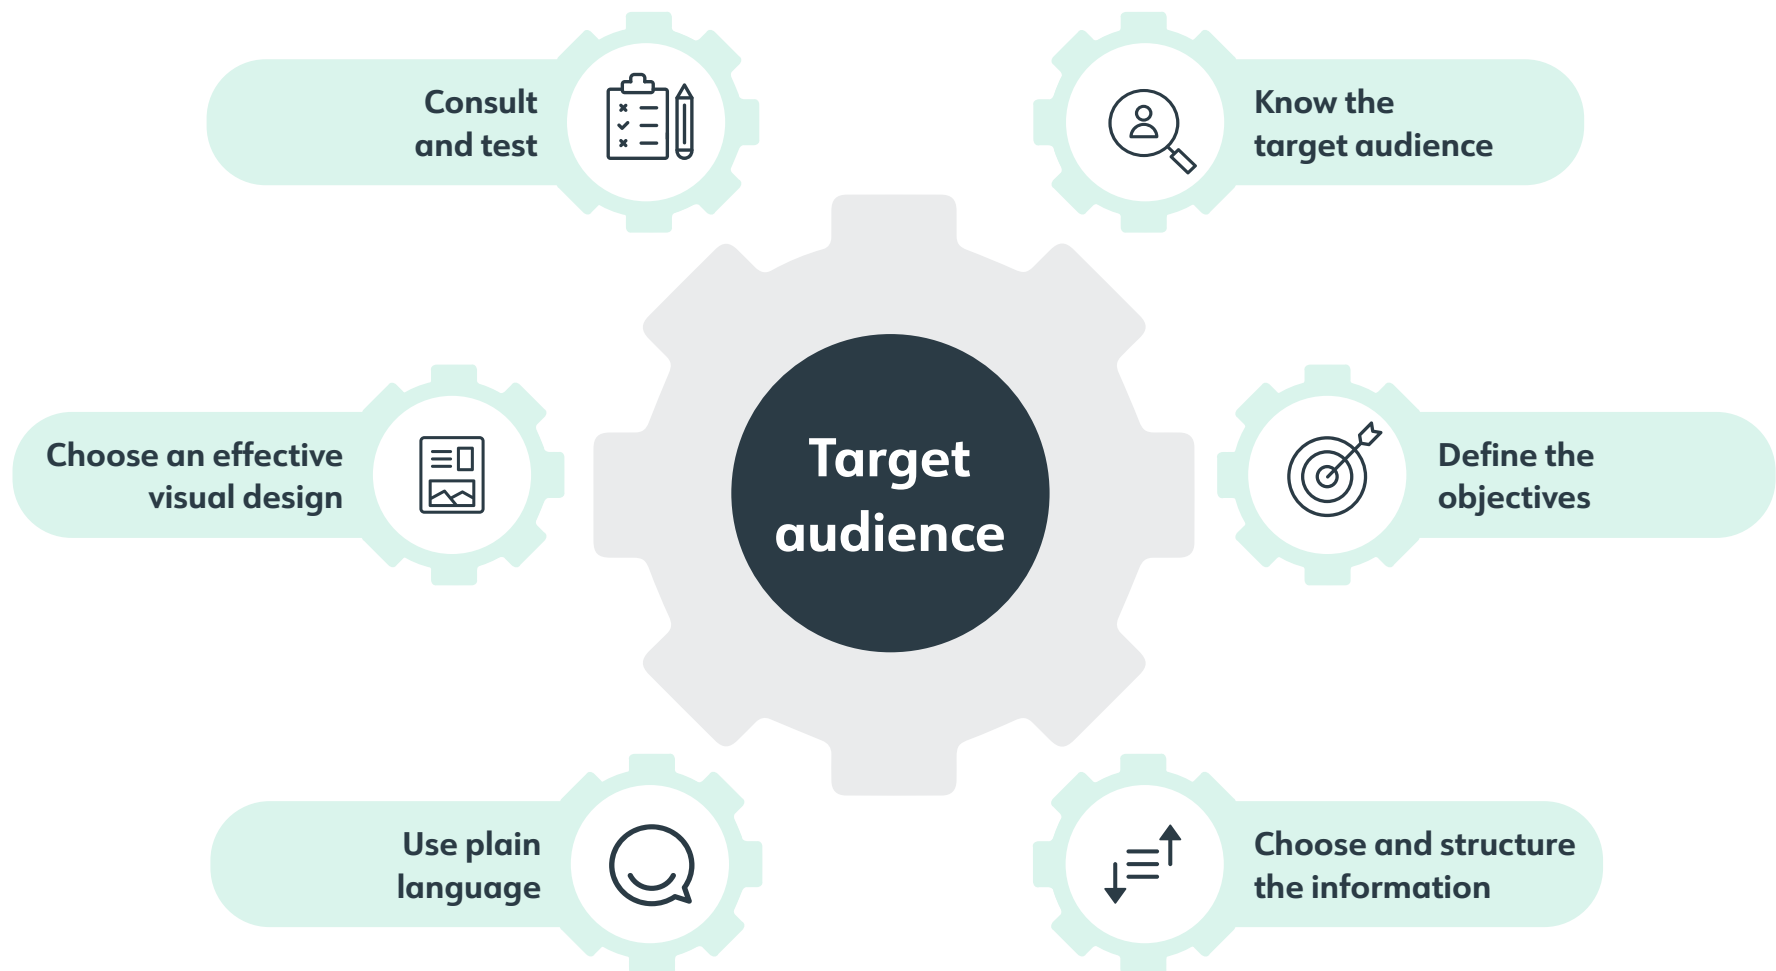 Consult
and test
Know the
target audience
Choose an effective
visual design
Target
audience
Define the
objectives
Use plain
language
Choose and structure
the information